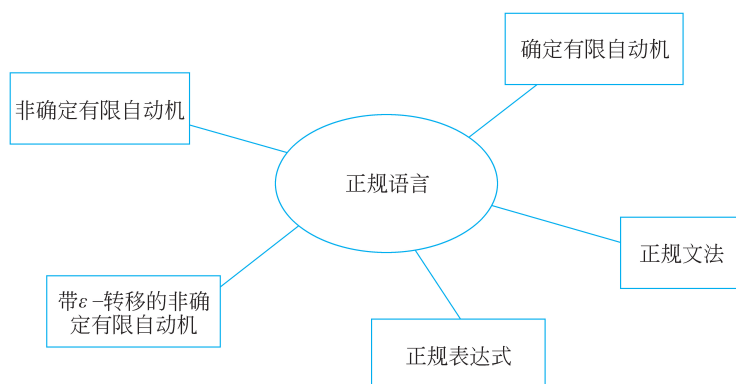 确定有限自动机
非确定有限自动机
正规语言
正规文法
带ε-转移的非确
定有限自动机
正规表达式